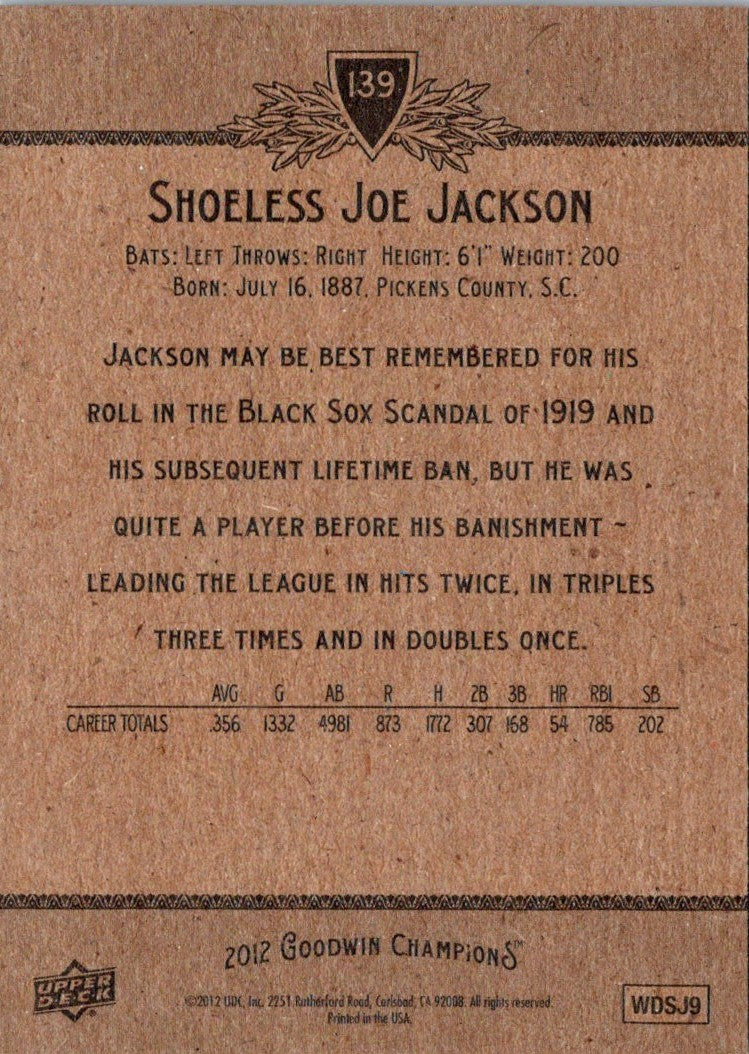 139
SHOELESS JOE JACKSON
BATS: LEFT THROWS: RIGHT HEIGHT: 6'1" WEIGHT: 200
BORN: JULY 16, 1887, PICKENS COUNTY, S.C.
JACKSON MAY BE BEST REMEMBERED FOR HIS
ROLL IN THE BLACK SOX SCANDAL OF 1919 AND
HIS SUBSEQUENT LIFETIME BAN, BUT HE WAS
QUITE A PLAYER BEFORE HIS BANISHMENT ~
LEADING THE LEAGUE IN HITS TWICE, IN TRIPLES
THREE TIMES AND IN DOUBLES ONCE.
AVG G AB R H 2B 3B HR RBI SB
CAREER TOTALS .356 1332 4981 873 1772 307 168 54 785 202
2012 GOODWIN CHAMPIONS™
UPPER
DECK
©2012 UDC, Inc. 2251 Rutherford Road, Carlsbad, CA 92008. All rights reserved.
Printed in the USA.
WDSJ9